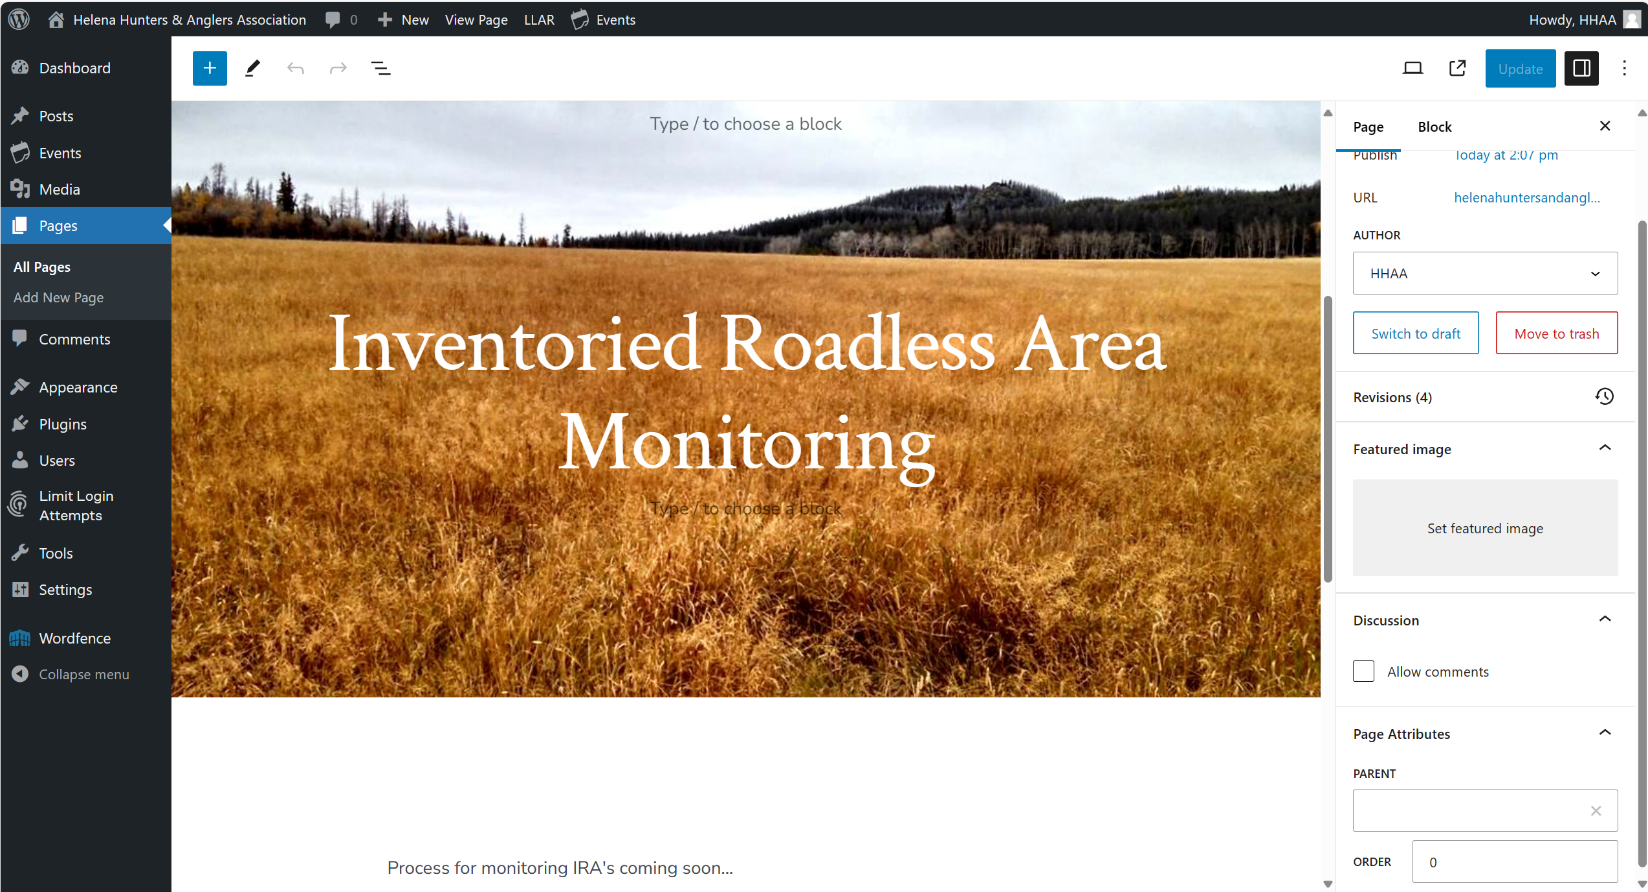 Helena Hunters & Anglers Association 0 New View Page LLAR Events Howdy, HHAA
Dashboard
Posts
Events
Media
Pages
All Pages
Add New Page
Comments
Appearance
Plugins
Users
Limit Login
Attempts
Tools
Settings
Wordfence
Collapse menu
Update
Type / to choose a block
Inventoried Roadless Area
Monitoring
Type / to choose a block
Process for monitoring IRA's coming soon...
Page Block
Publish Today at 2:07 pm
URL helenahuntersandangl...
AUTHOR
HHAA
Switch to draft Move to trash
Revisions (4)
Featured image
Set featured image
Discussion
Allow comments
Page Attributes
PARENT
ORDER 0